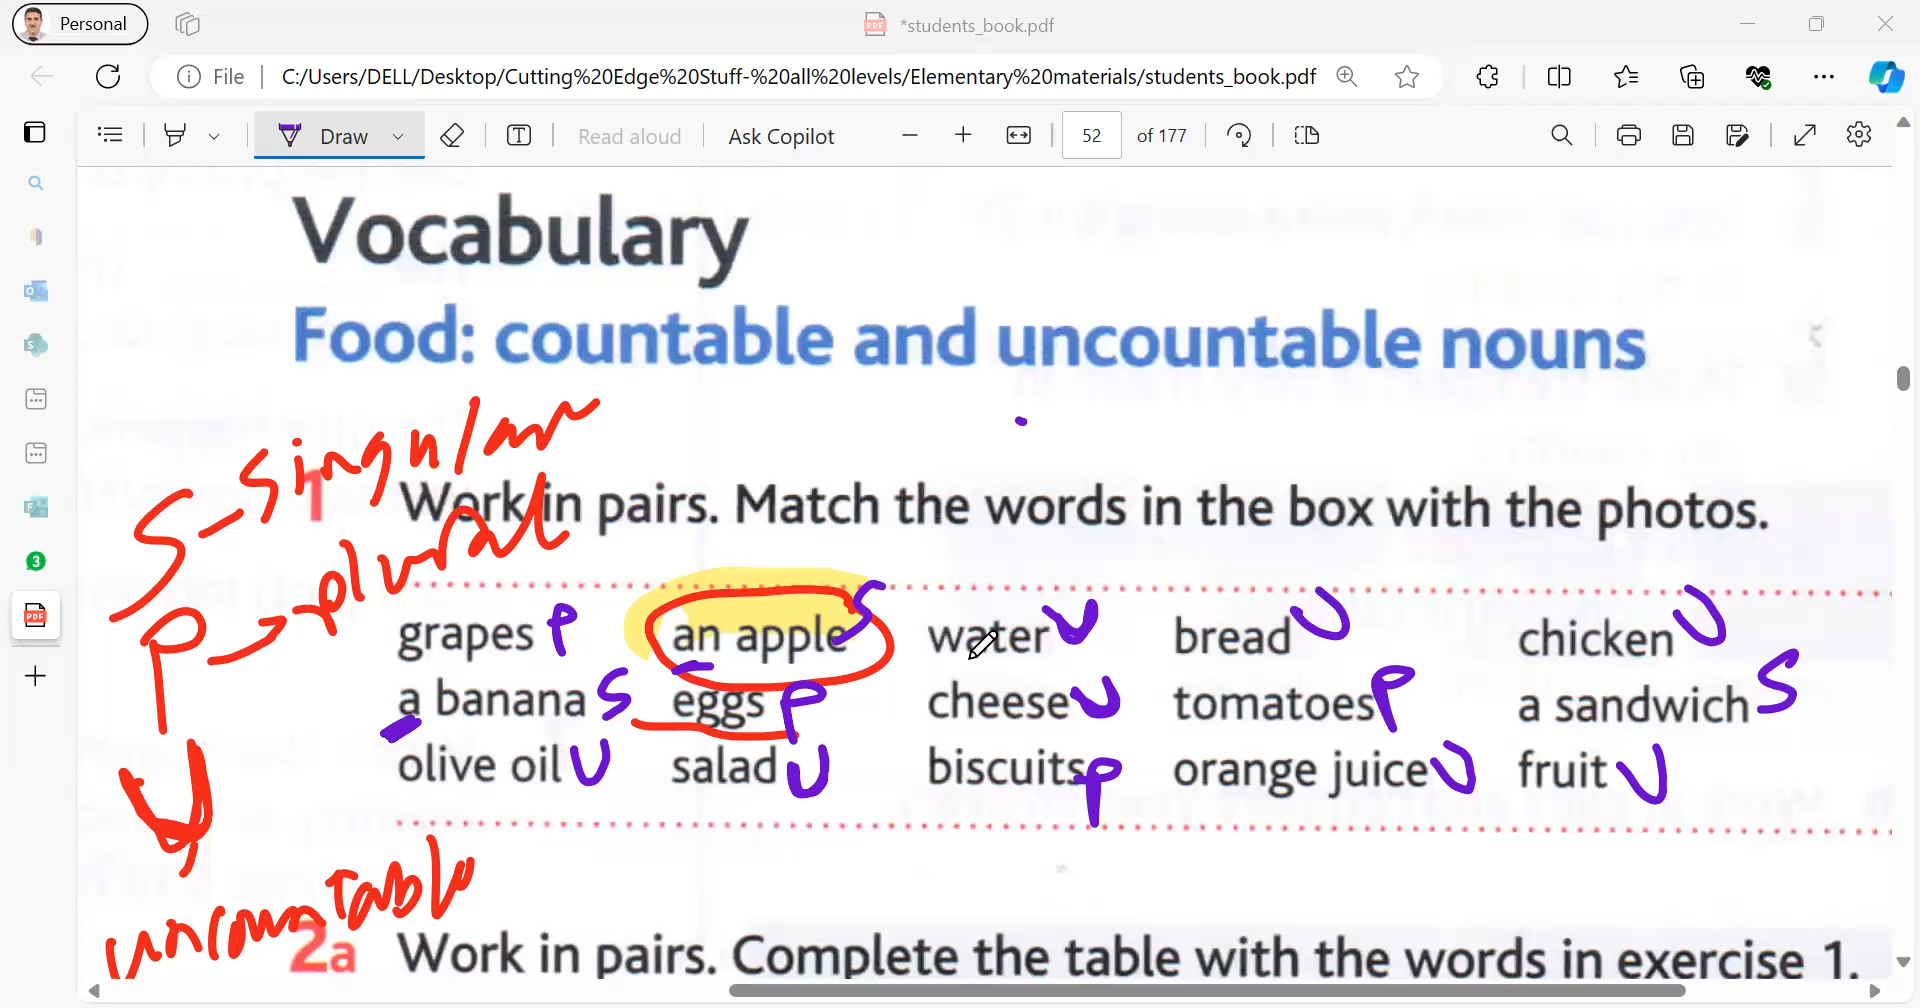 Personal
*students_book.pdf
File
C:/Users/DELL/Desktop/Cutting%20Edge%20Stuff-%20all%20levels/Elementary%20materials/students_book.pdf
Draw
Read aloud
Ask Copilot
52 of 177
Vocabulary
Food: countable and uncountable nouns
S - singular
1 Work in pairs. Match the words in the box with the photos.
P → plural
grapes P an apple S water U bread U chicken U
a banana S eggs P cheese U tomatoes P a sandwich S
olive oil U salad U biscuits P orange juice U fruit U
U
uncountable
2a Work in pairs. Complete the table with the words in exercise 1.
3
PDF